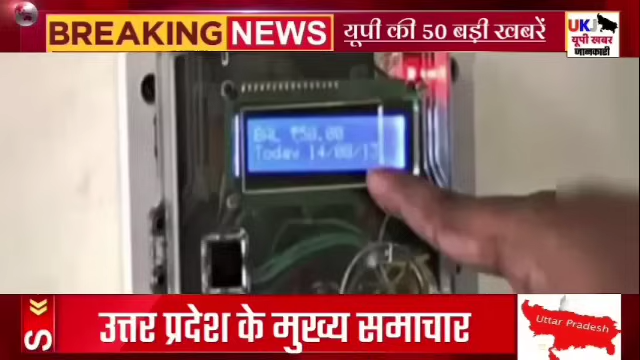 BREAKING NEWS
यूपी की 50 बड़ी खबरें
UKJ
यूपी खबर
जानकारी
BAL ₹50.00
Today 14/08/13
उत्तर प्रदेश के मुख्य समाचार
Uttar Pradesh